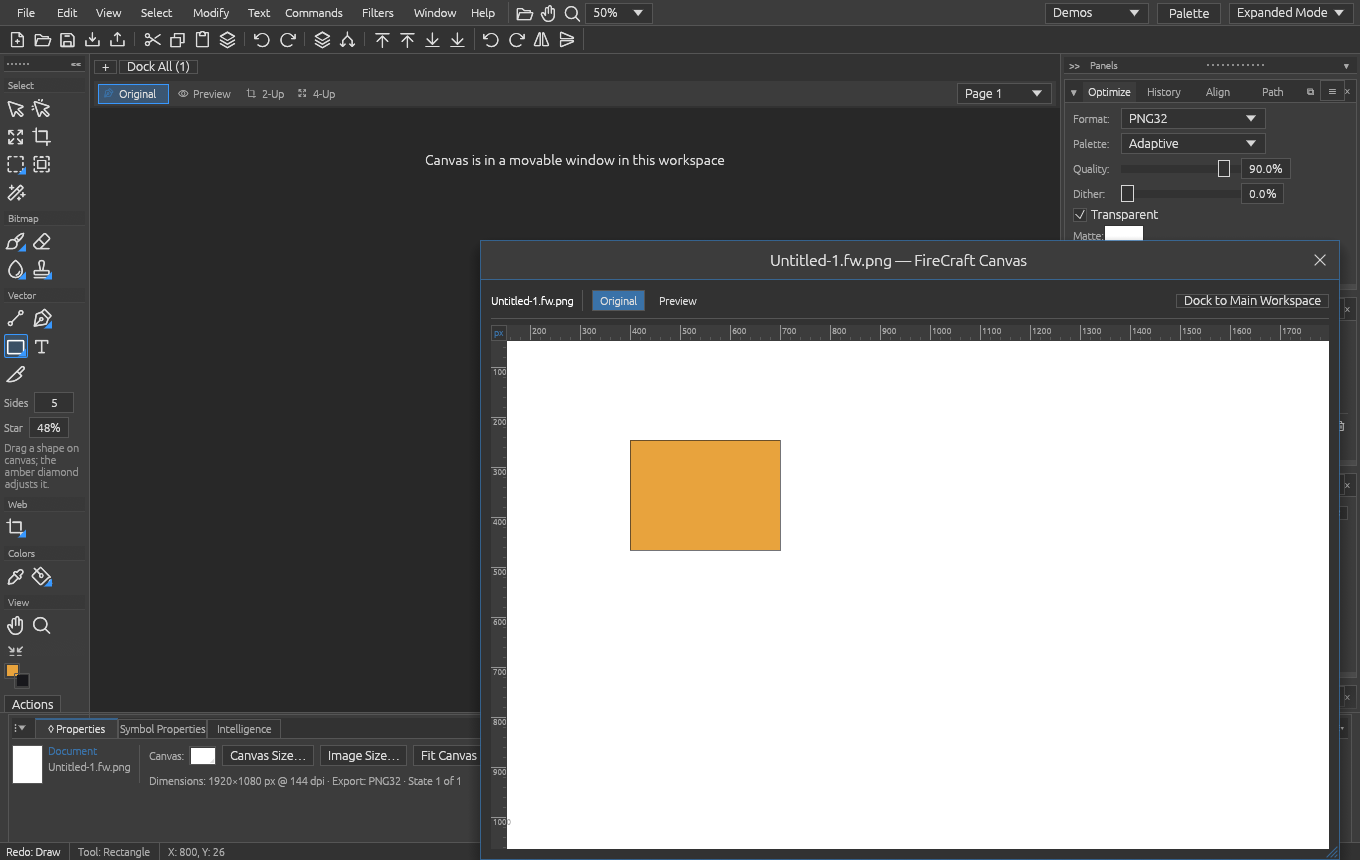 File Edit View Select Modify Text Commands Filters Window Help 50% Demos Palette Expanded Mode
+ Dock All (1)
Original Preview 2-Up 4-Up Page 1
Canvas is in a movable window in this workspace
Select
Bitmap
Vector
Sides 5
Star 48%
Drag a shape on
canvas; the
amber diamond
adjusts it.
Web
Colors
View
Actions
>> Panels
Optimize History Align Path
Format: PNG32
Palette: Adaptive
Quality: 90.0%
Dither: 0.0%
Transparent
Matte:
Untitled-1.fw.png — FireCraft Canvas
Untitled-1.fw.png Original Preview Dock to Main Workspace
px 200 300 400 500 600 700 800 900 1000 1100 1200 1300 1400 1500 1600 1700
100
200
300
400
500
600
700
800
900
1000
◊ Properties Symbol Properties Intelligence
Document
Untitled-1.fw.png
Canvas: Canvas Size... Image Size... Fit Canvas
Dimensions: 1920×1080 px @ 144 dpi · Export: PNG32 · State 1 of 1
Redo: Draw Tool: Rectangle X: 800, Y: 26